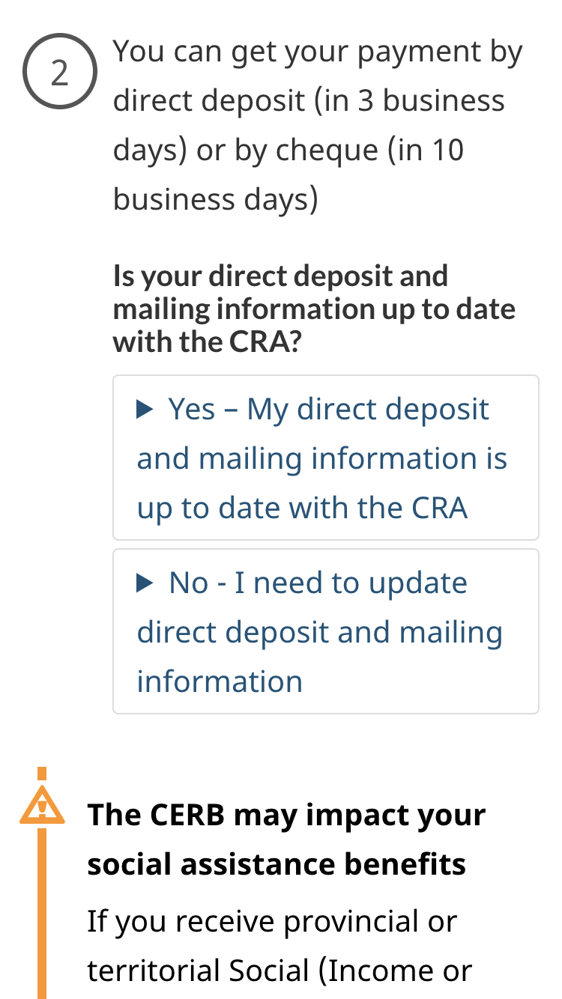 2
You can get your payment by
direct deposit (in 3 business
days) or by cheque (in 10
business days)
Is your direct deposit and
mailing information up to date
with the CRA?
Yes – My direct deposit
and mailing information is
up to date with the CRA
No - I need to update
direct deposit and mailing
information
The CERB may impact your
social assistance benefits
If you receive provincial or
territorial Social (Income or